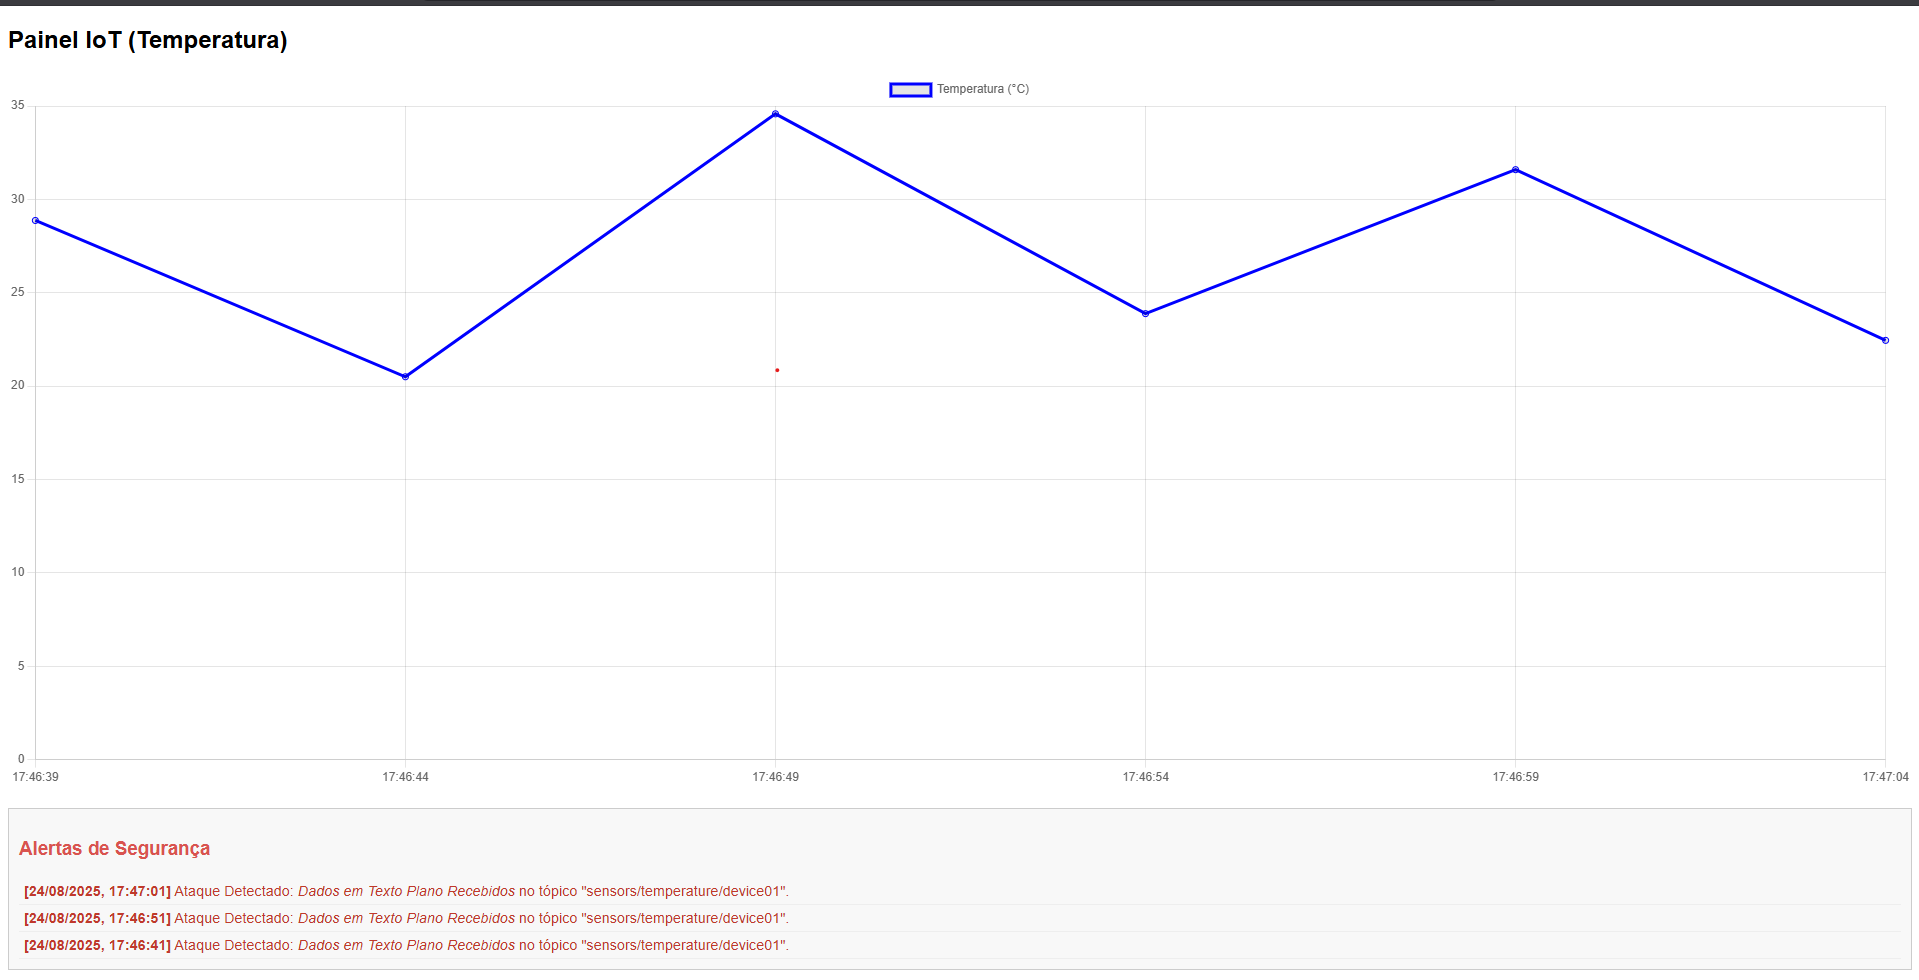 Painel IoT (Temperatura)
Temperatura (°C)
35
30
25
20
15
10
5
0
17:46:39 17:46:44 17:46:49 17:46:54 17:46:59 17:47:04
Alertas de Segurança
[24/08/2025, 17:47:01] Ataque Detectado: Dados em Texto Plano Recebidos no tópico "sensors/temperature/device01".
[24/08/2025, 17:46:51] Ataque Detectado: Dados em Texto Plano Recebidos no tópico "sensors/temperature/device01".
[24/08/2025, 17:46:41] Ataque Detectado: Dados em Texto Plano Recebidos no tópico "sensors/temperature/device01".